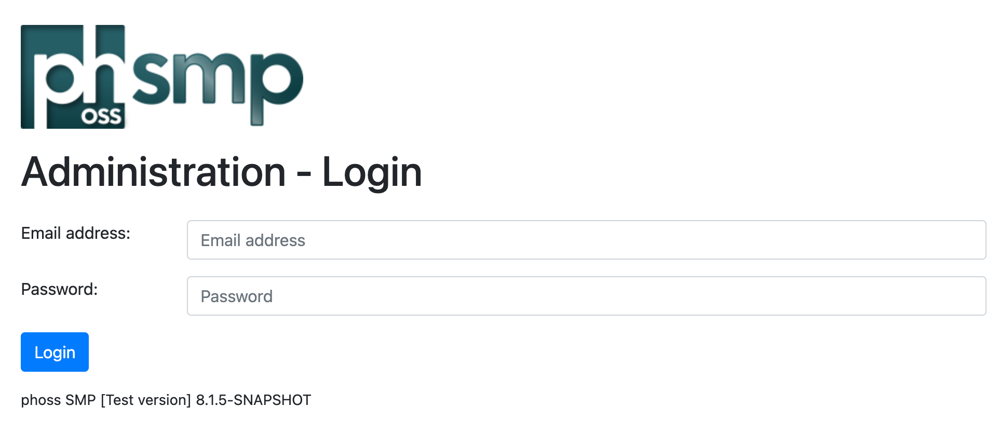 ph oss smp
Administration - Login
Email address:
Email address
Password:
Password
Login
phoss SMP [Test version] 8.1.5-SNAPSHOT